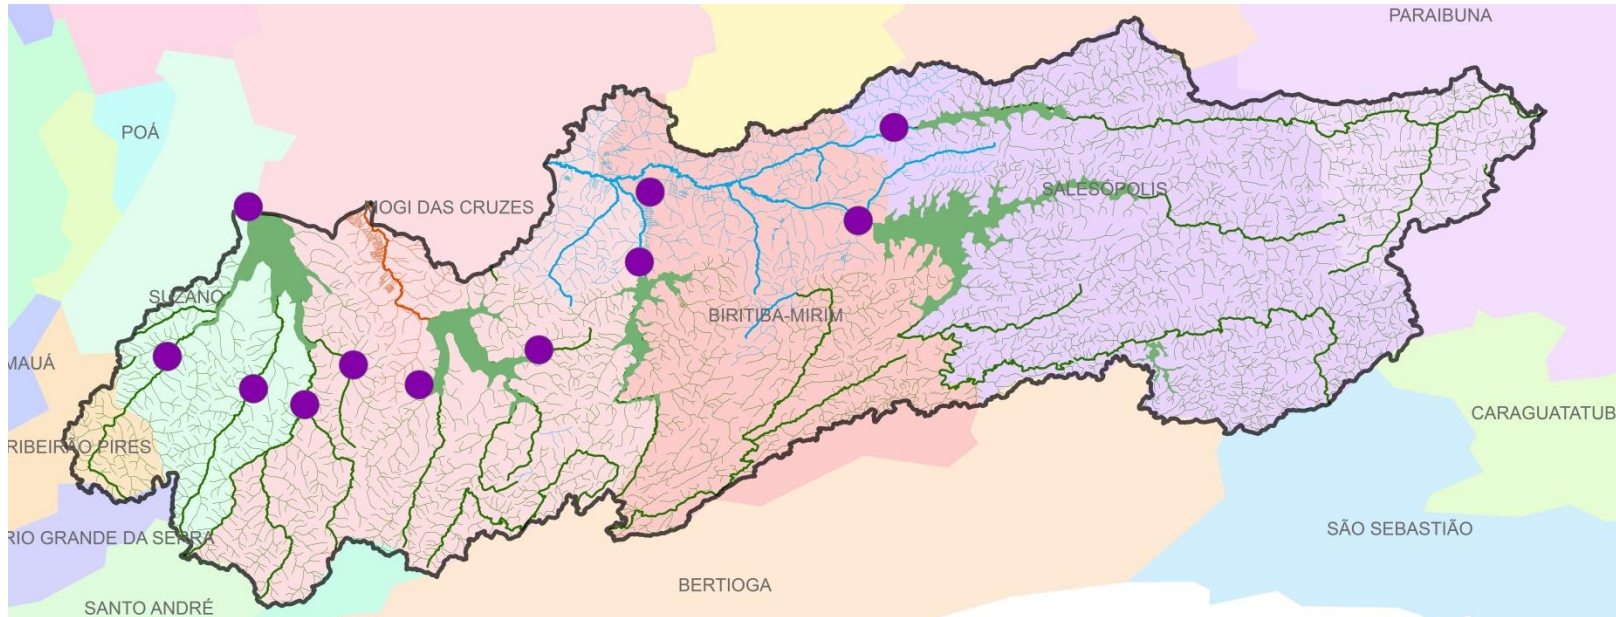 PARAIBUNA
POÁ
SALESOPOLIS
MOGI DAS CRUZES
SUZANO
BIRITIBA-MIRIM
MAUÁ
CARAGUATATUB
RIBEIRÃO PIRES
SÃO SEBASTIÃO
RIO GRANDE DA SERRA
BERTIOGA
SANTO ANDRÉ